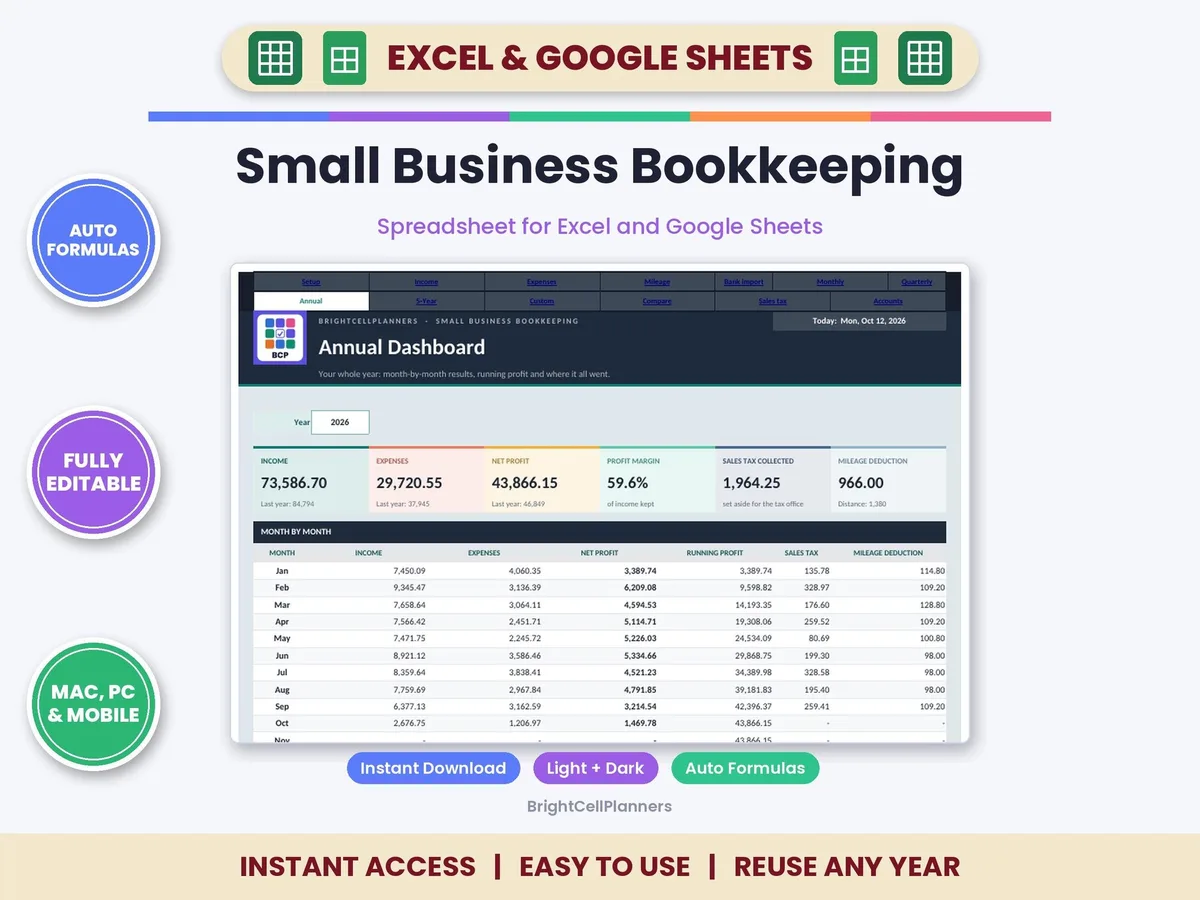 EXCEL & GOOGLE SHEETS
Small Business Bookkeeping
Spreadsheet for Excel and Google Sheets
AUTO
FORMULAS
FULLY
EDITABLE
MAC, PC
& MOBILE
Setup Income Expenses Mileage Bank Import Monthly Quarterly
Annual 5-Year Custom Compare Sales tax Accounts
BRIGHTCELLPLANNERS · SMALL BUSINESS BOOKKEEPING
Today: Mon, Oct 12, 2026
BCP
Annual Dashboard
Your whole year: month-by-month results, running profit and where it all went.
Year 2026
INCOME EXPENSES NET PROFIT PROFIT MARGIN SALES TAX COLLECTED MILEAGE DEDUCTION
73,586.70 29,720.55 43,866.15 59.6% 1,964.25 966.00
Last year: 84,794 Last year: 37,945 Last year: 46,849 of income kept set aside for the tax office Distance: 1,380
MONTH BY MONTH
MONTH INCOME EXPENSES NET PROFIT RUNNING PROFIT SALES TAX MILEAGE DEDUCTION
Jan 7,450.09 4,060.35 3,389.74 3,389.74 135.78 114.80
Feb 9,345.47 3,136.39 6,209.08 9,598.82 328.97 109.20
Mar 7,658.64 3,064.11 4,594.53 14,193.35 176.60 128.80
Apr 7,566.42 2,451.71 5,114.71 19,308.06 259.52 109.20
May 7,471.75 2,245.72 5,226.03 24,534.09 80.69 100.80
Jun 8,921.12 3,586.46 5,334.66 29,868.75 199.30 98.00
Jul 8,359.64 3,838.41 4,521.23 34,389.98 328.58 98.00
Aug 7,759.69 2,967.84 4,791.85 39,181.83 195.40 98.00
Sep 6,377.13 3,162.59 3,214.54 42,396.37 259.41 109.20
Oct 2,676.75 1,206.97 1,469.78 43,866.15 - -
Nov - - - 43,866.15 - -
Instant Download Light + Dark Auto Formulas
BrightCellPlanners
INSTANT ACCESS | EASY TO USE | REUSE ANY YEAR